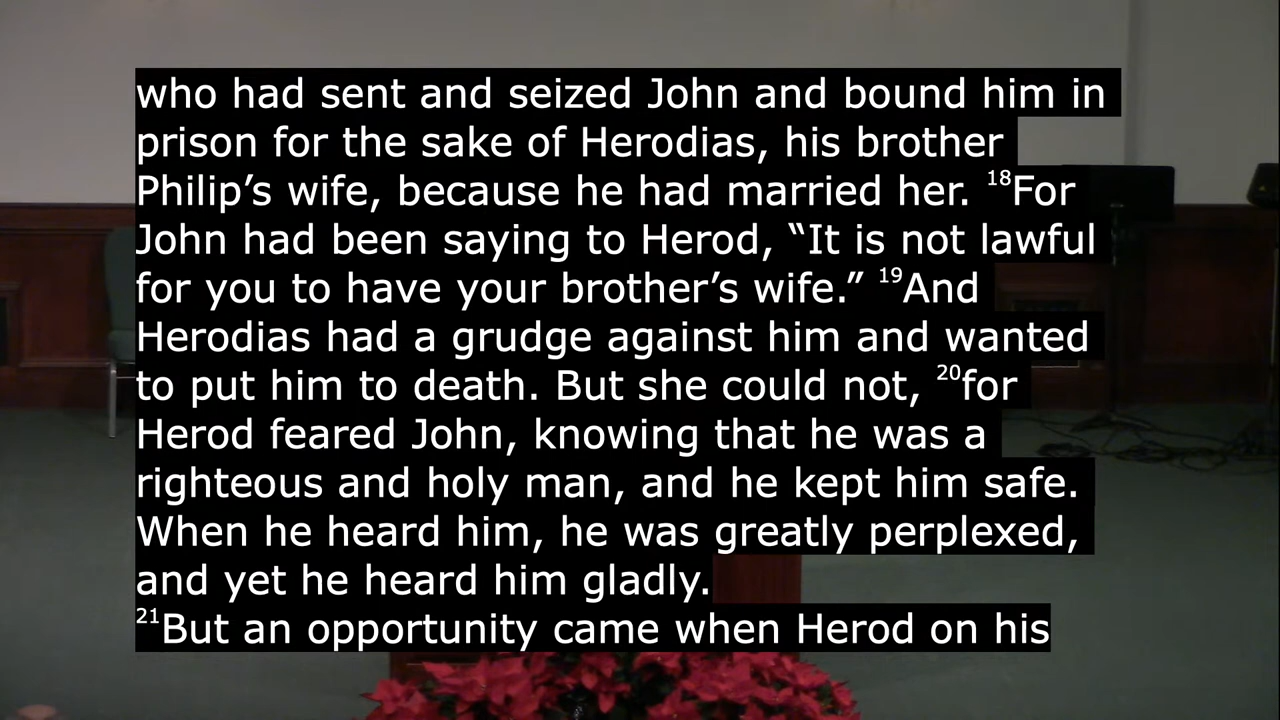 who had sent and seized John and bound him in
prison for the sake of Herodias, his brother
Philip’s wife, because he had married her. 18For
John had been saying to Herod, “It is not lawful
for you to have your brother’s wife.” 19And
Herodias had a grudge against him and wanted
to put him to death. But she could not, 20for
Herod feared John, knowing that he was a
righteous and holy man, and he kept him safe.
When he heard him, he was greatly perplexed,
and yet he heard him gladly.
21But an opportunity came when Herod on his